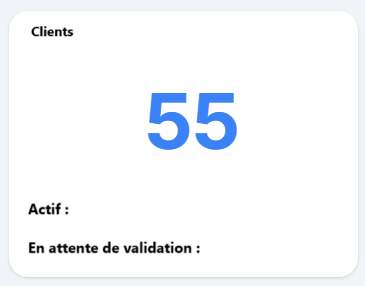 Clients
55
Actif :
En attente de validation :